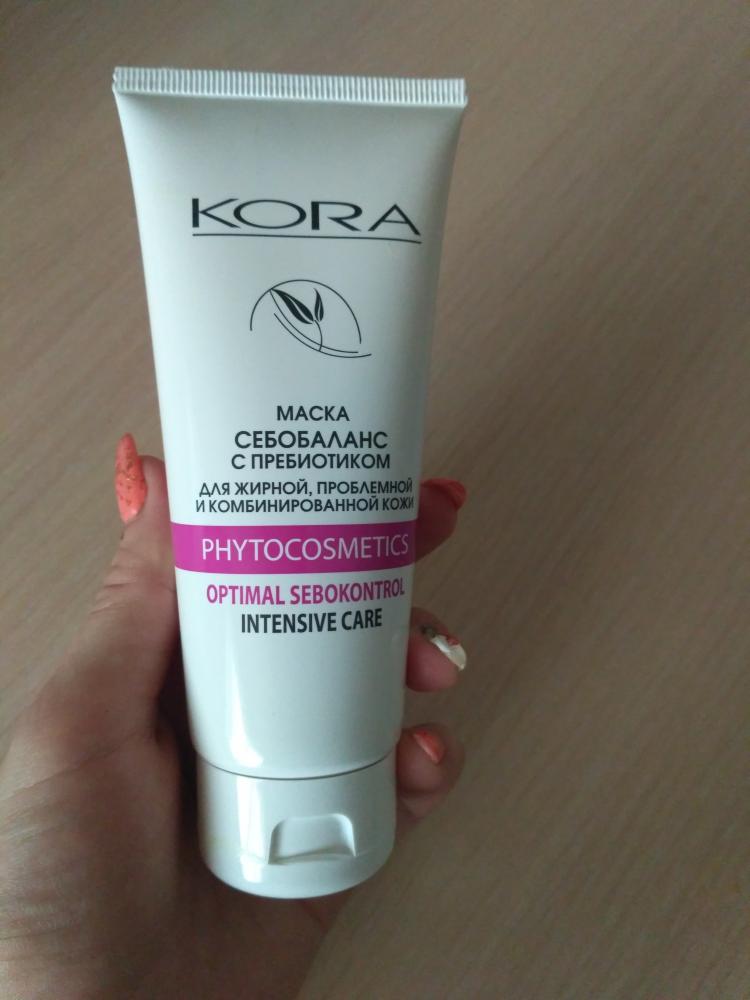 KORA
МАСКА
СЕБОБАЛАНС
С ПРЕБИОТИКОМ
ДЛЯ ЖИРНОЙ, ПРОБЛЕМНОЙ
И КОМБИНИРОВАННОЙ КОЖИ
PHYTOCOSMETICS
OPTIMAL SEBOKONTROL
INTENSIVE CARE